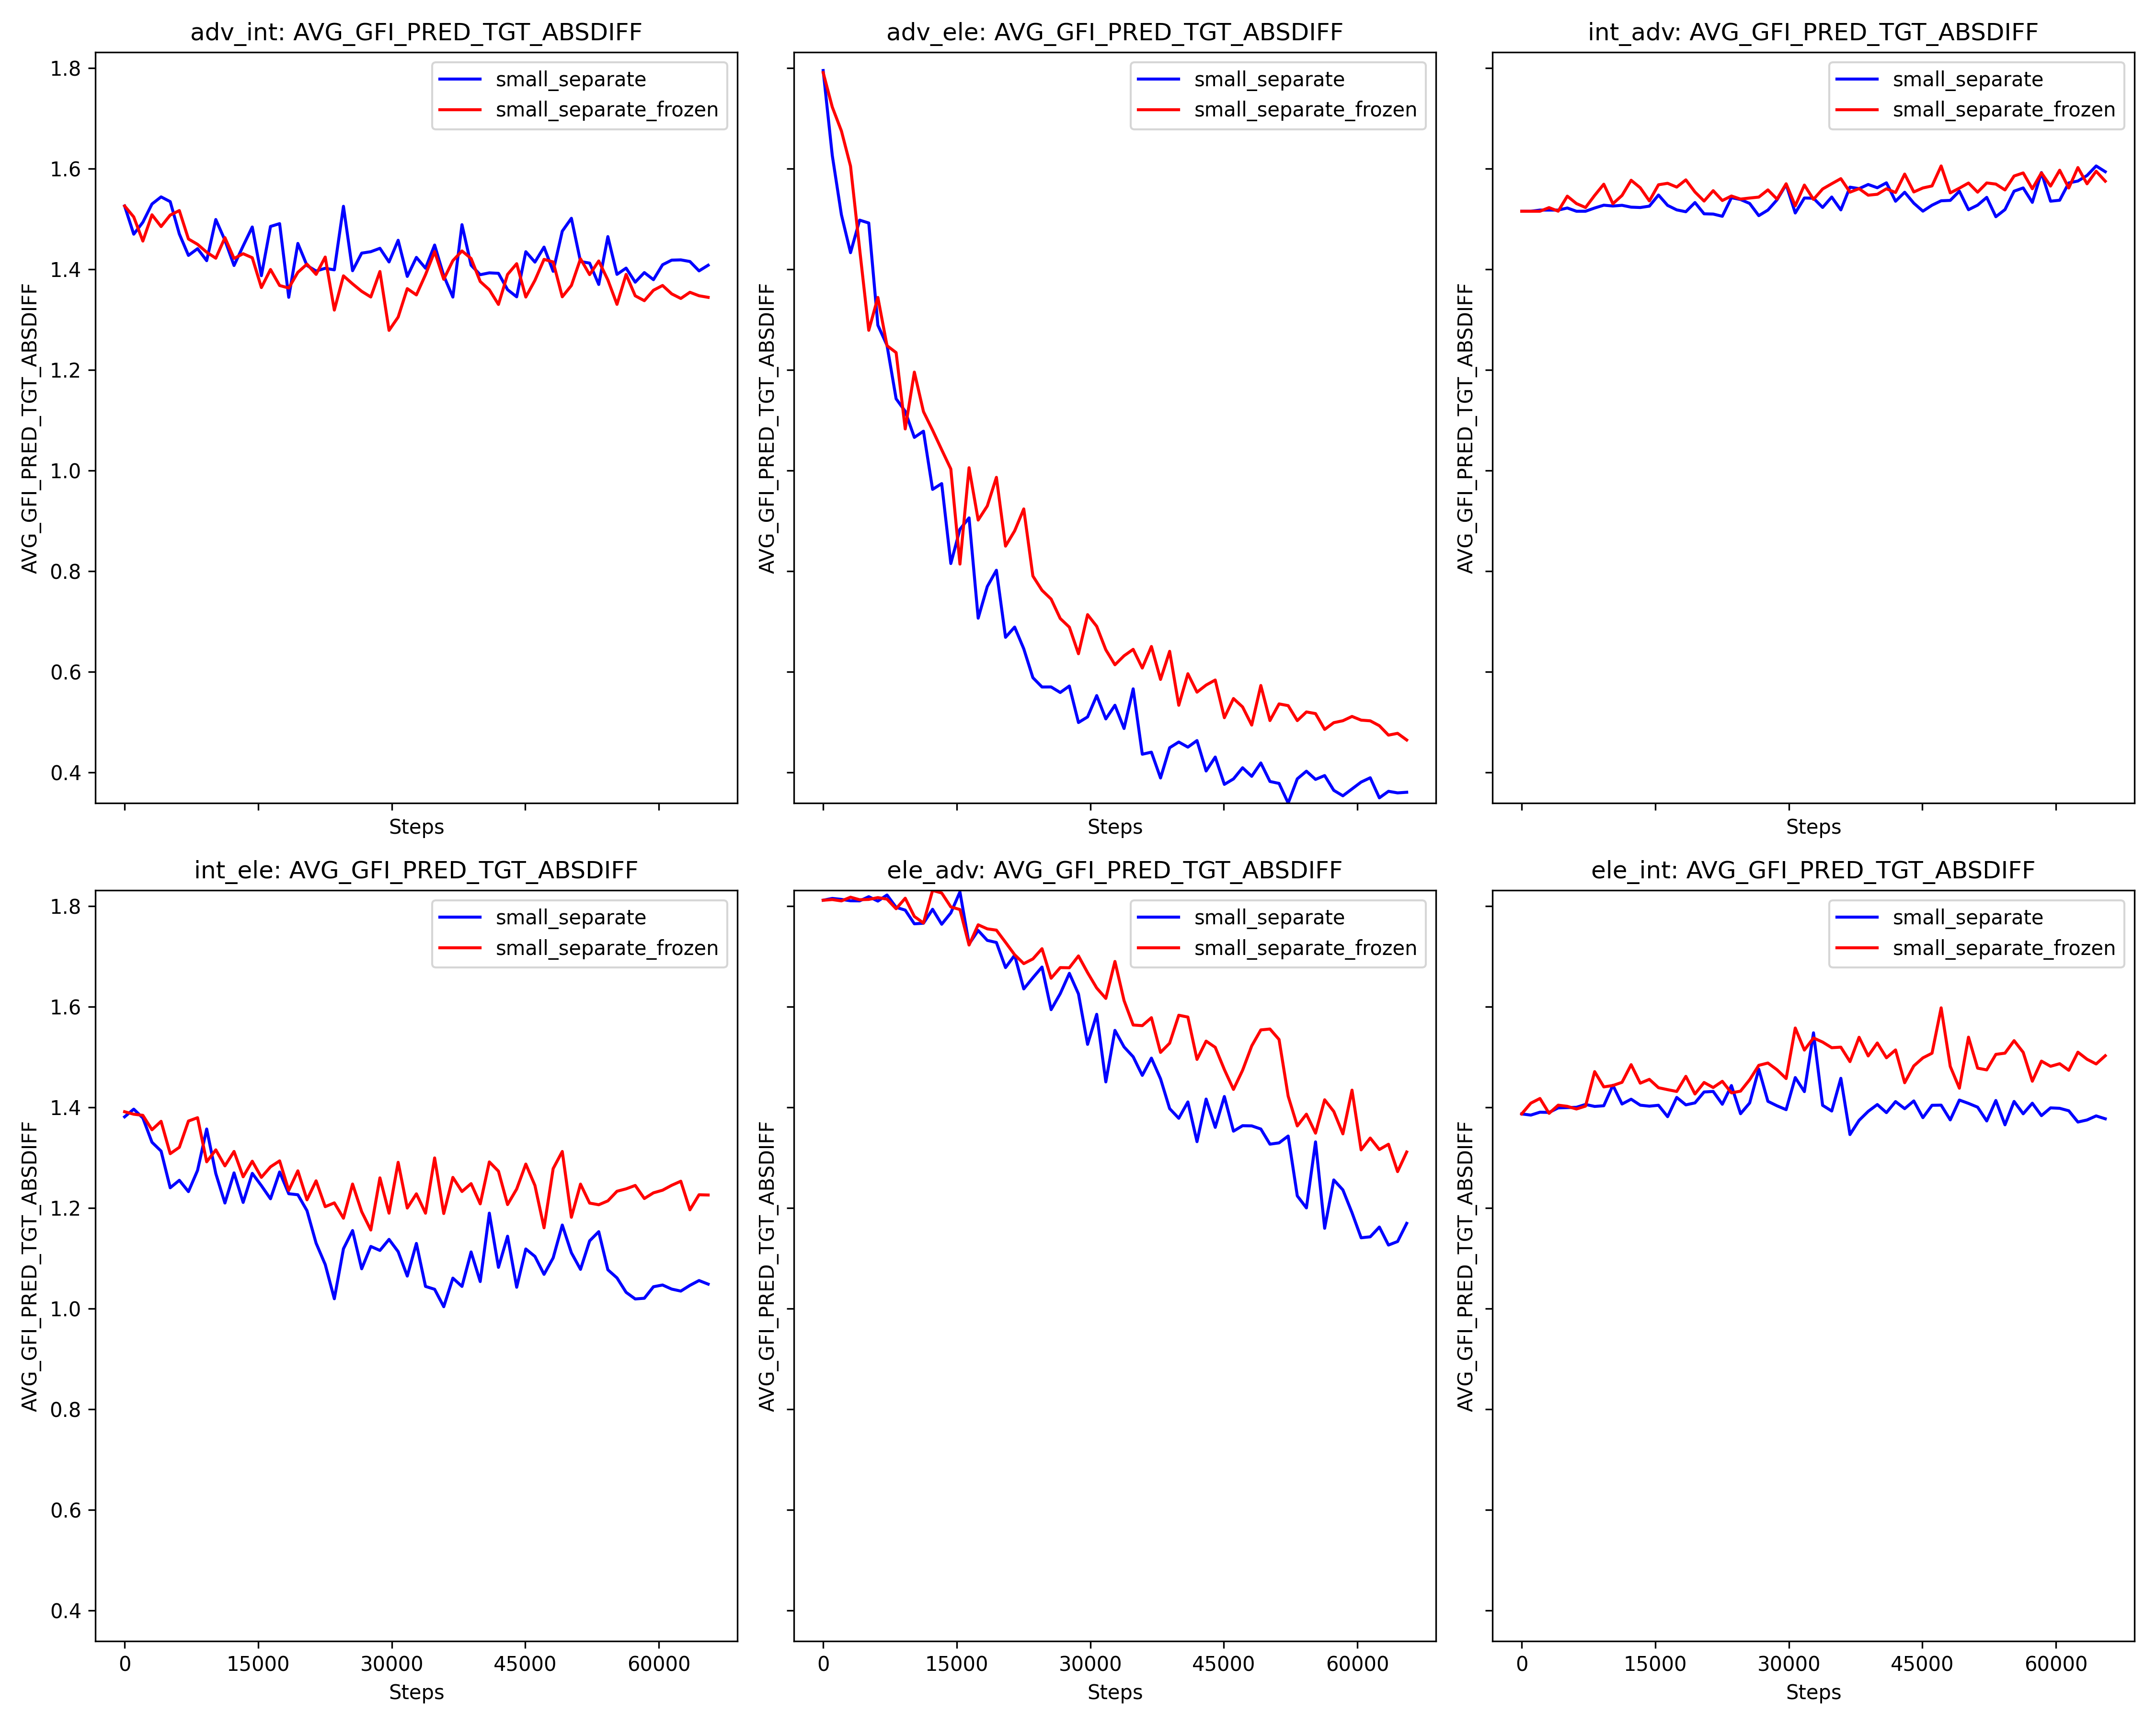 adv_int: AVG_GFI_PRED_TGT_ABSDIFF
AVG_GFI_PRED_TGT_ABSDIFF
1.8
1.6
1.4
1.2
1.0
0.8
0.6
0.4
small_separate
small_separate_frozen
Steps
adv_ele: AVG_GFI_PRED_TGT_ABSDIFF
AVG_GFI_PRED_TGT_ABSDIFF
small_separate
small_separate_frozen
Steps
int_adv: AVG_GFI_PRED_TGT_ABSDIFF
AVG_GFI_PRED_TGT_ABSDIFF
small_separate
small_separate_frozen
Steps
int_ele: AVG_GFI_PRED_TGT_ABSDIFF
AVG_GFI_PRED_TGT_ABSDIFF
1.8
1.6
1.4
1.2
1.0
0.8
0.6
0.4
small_separate
small_separate_frozen
0 15000 30000 45000 60000
Steps
ele_adv: AVG_GFI_PRED_TGT_ABSDIFF
AVG_GFI_PRED_TGT_ABSDIFF
small_separate
small_separate_frozen
0 15000 30000 45000 60000
Steps
ele_int: AVG_GFI_PRED_TGT_ABSDIFF
AVG_GFI_PRED_TGT_ABSDIFF
small_separate
small_separate_frozen
0 15000 30000 45000 60000
Steps